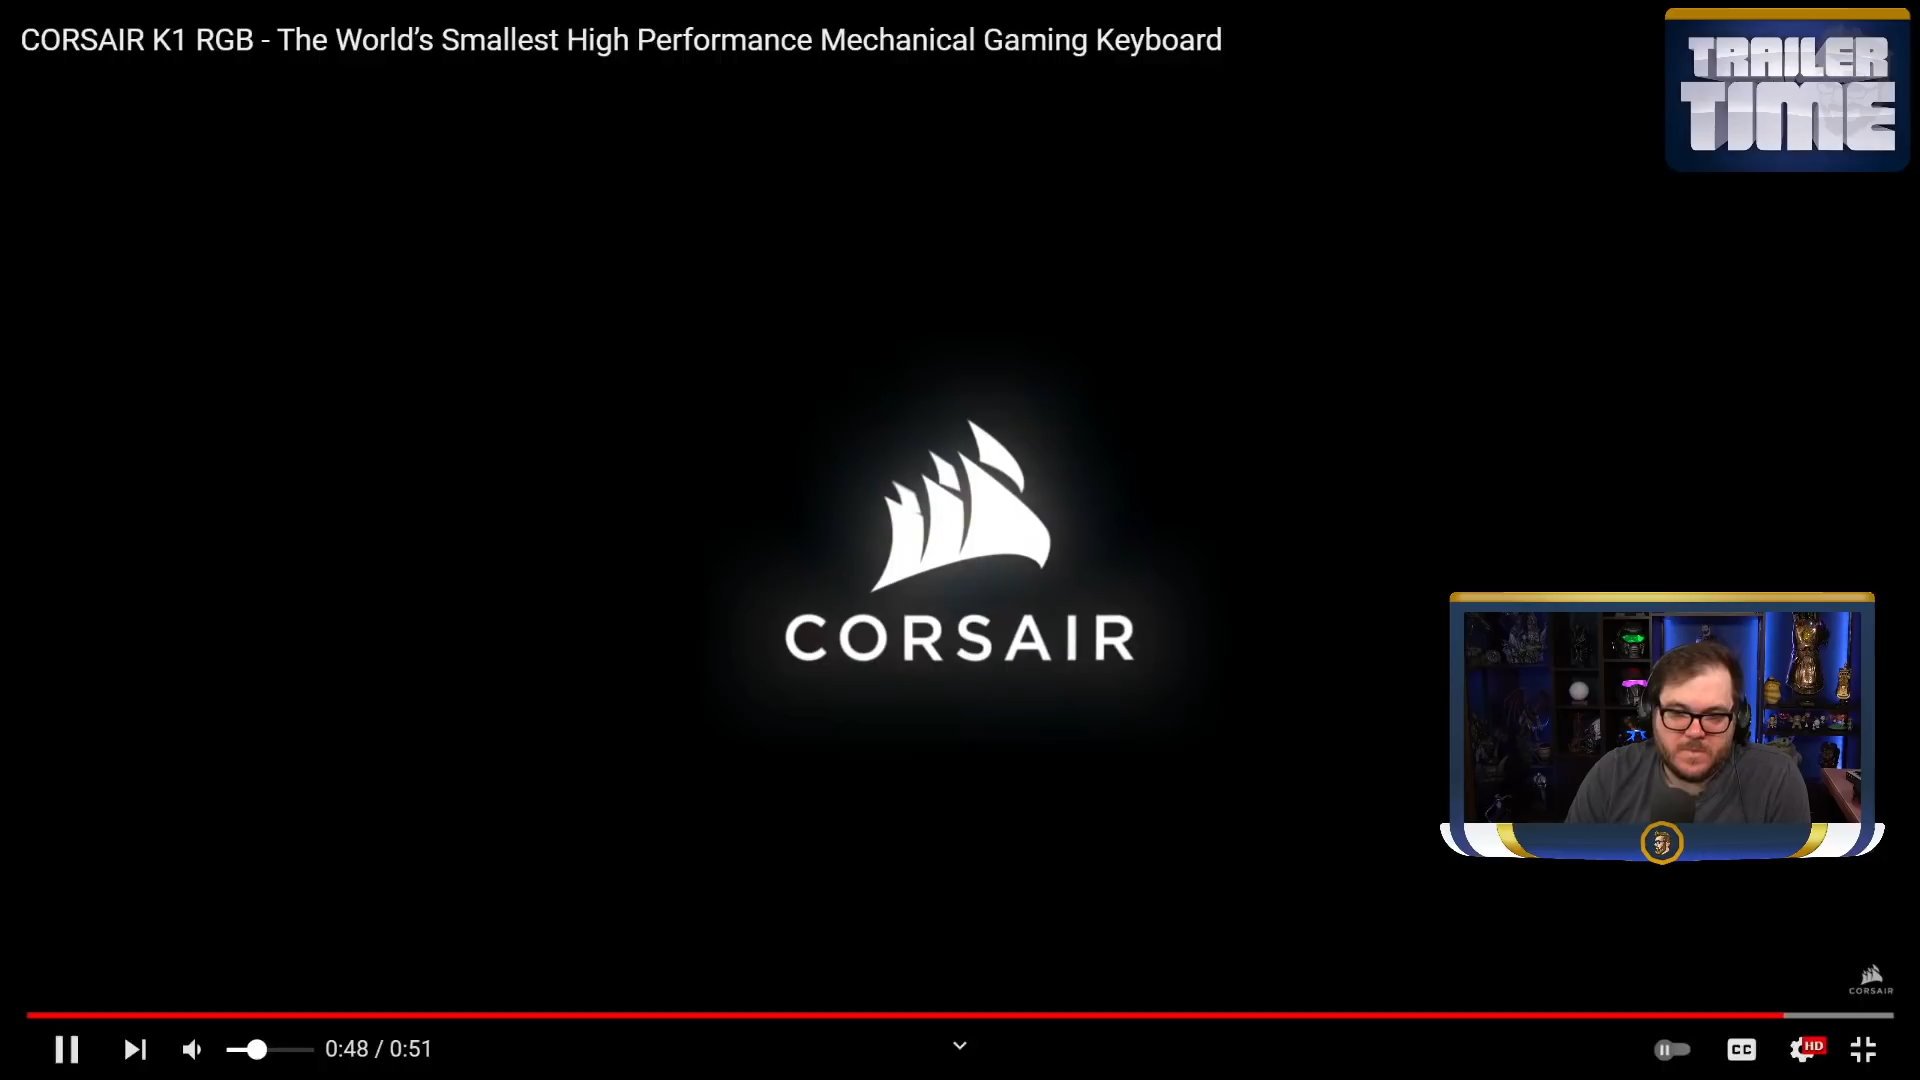 CORSAIR K1 RGB - The World’s Smallest High Performance Mechanical Gaming Keyboard
TRAILER
TIME
CORSAIR
CORSAIR
0:48 / 0:51
CC
HD